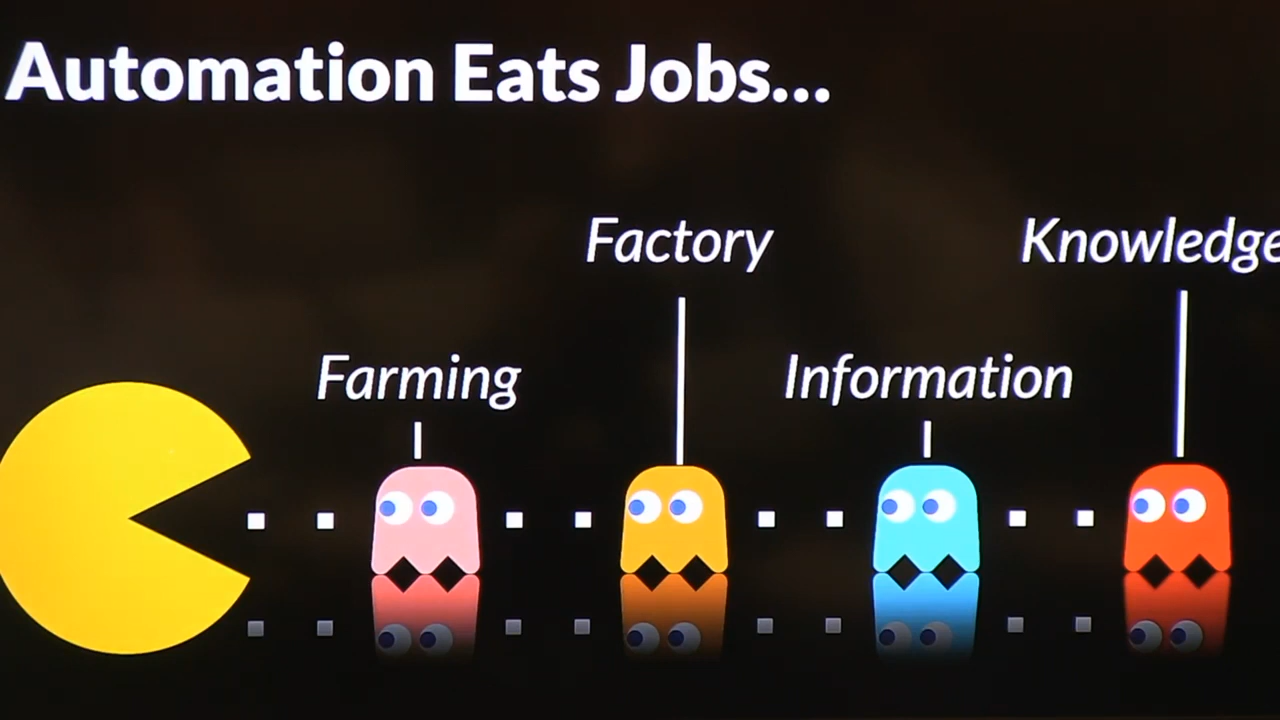 Automation Eats Jobs...
Factory
Knowledge
Farming
Information